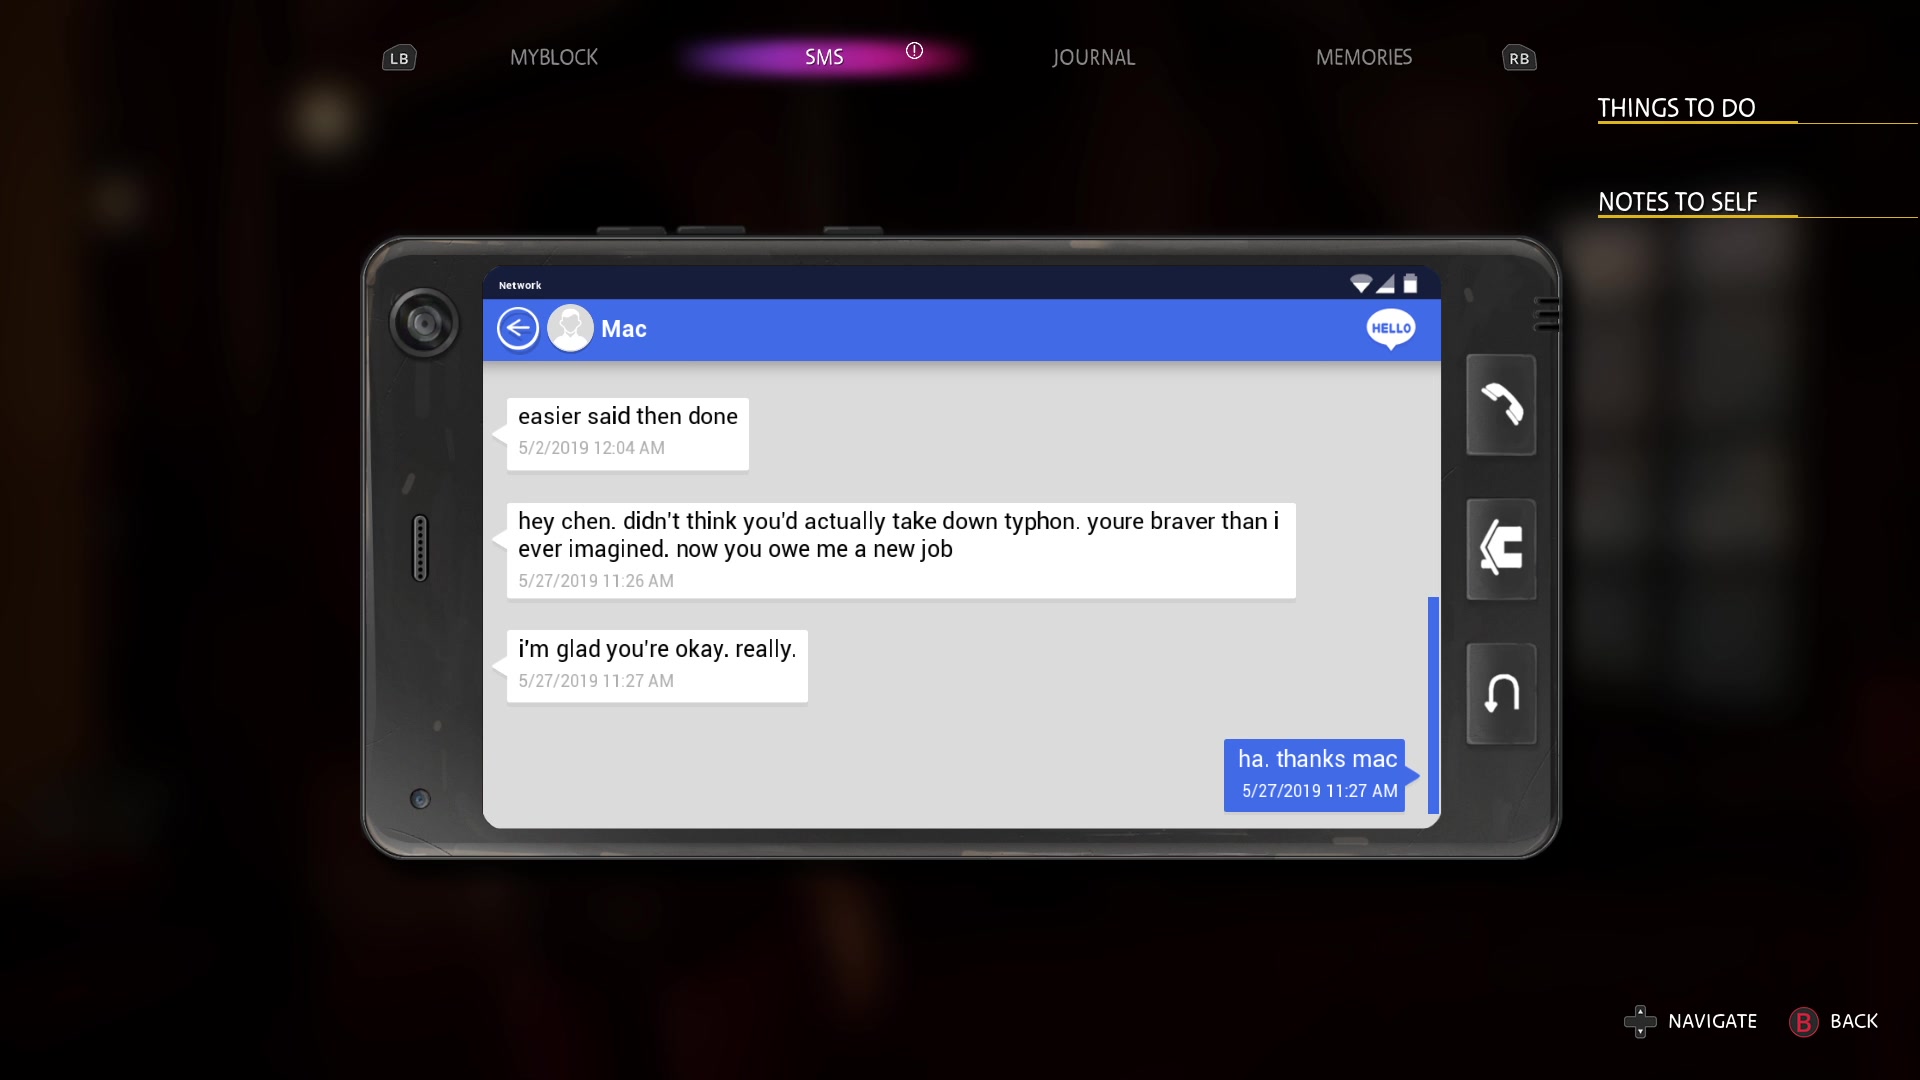 LB
MYBLOCK
SMS
JOURNAL
MEMORIES
RB
THINGS TO DO
NOTES TO SELF
Network
Mac
HELLO
easier said then done
5/2/2019 12:04 AM
hey chen. didn't think you'd actually take down typhon. youre braver than i
ever imagined. now you owe me a new job
5/27/2019 11:26 AM
i'm glad you're okay. really.
5/27/2019 11:27 AM
ha. thanks mac
5/27/2019 11:27 AM
NAVIGATE
B BACK